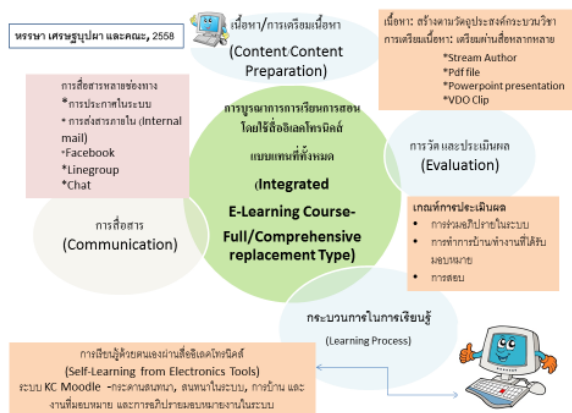 หรรษา เศรษฐบุปผา และคณะ, 2558
เนื้อหา/การเตรียมเนื้อหา
(Content/Content
Preparation)
เนื้อหา: สร้างตามวัตถุประสงค์กระบวนวิชา
การเตรียมเนื้อหา: เตรียมผ่านสื่อหลากหลาย
*Stream Author
*Pdf file
*Powerpoint presentation
*VDO Clip
การสื่อสารหลายช่องทาง
*การประกาศในระบบ
* การส่งสารภายใน (Internal
mail)
*Facebook
*Linegroup
*Chat
การบูรณาการการเรียนการสอน
โดยใช้สื่ออิเลคโทรนิคส์
แบบแทนที่ทั้งหมด
(Integrated
E-Learning Course-
Full/Comprehensive
replacement Type)
การวัด และประเมินผล
(Evaluation)
เกณฑ์การประเมินผล
• การร่วมอภิปรายในระบบ
• การทำการบ้าน/ทำงานที่ได้รับ
มอบหมาย
• การสอบ
การสื่อสาร
(Communication)
กระบวนการในการเรียนรู้
(Learning Process)
การเรียนรู้ด้วยตนเองผ่านสื่ออิเลคโทรนิคส์
(Self-Learning from Electronics Tools)
ระบบ KC Moodle -กระดานสนทนา, สนทนาในระบบ, การบ้าน และ
งานที่มอบหมาย และการอภิปรายมอบหมายงานในระบบ